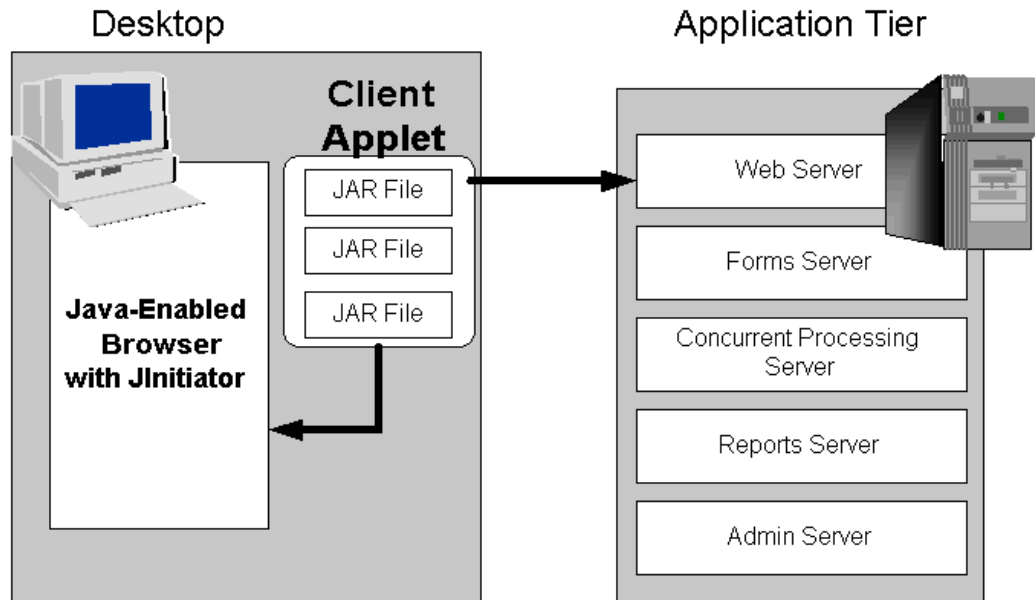 Desktop
Application Tier
Client
Applet
JAR File
JAR File
JAR File
Java-Enabled
Browser
with JInitiator
Web Server
Forms Server
Concurrent Processing
Server
Reports Server
Admin Server